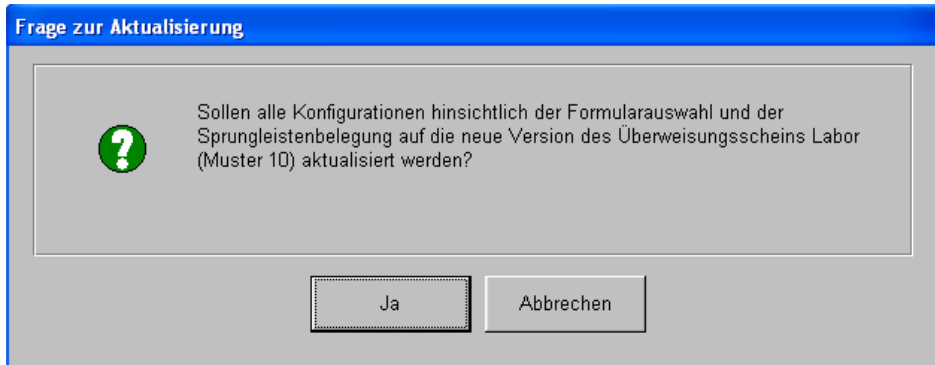 Frage zur Aktualisierung
Sollen alle Konfigurationen hinsichtlich der Formularauswahl und der
Sprungleistenbelegung auf die neue Version des Überweisungsscheins Labor
(Muster 10) aktualisiert werden?
Ja
Abbrechen